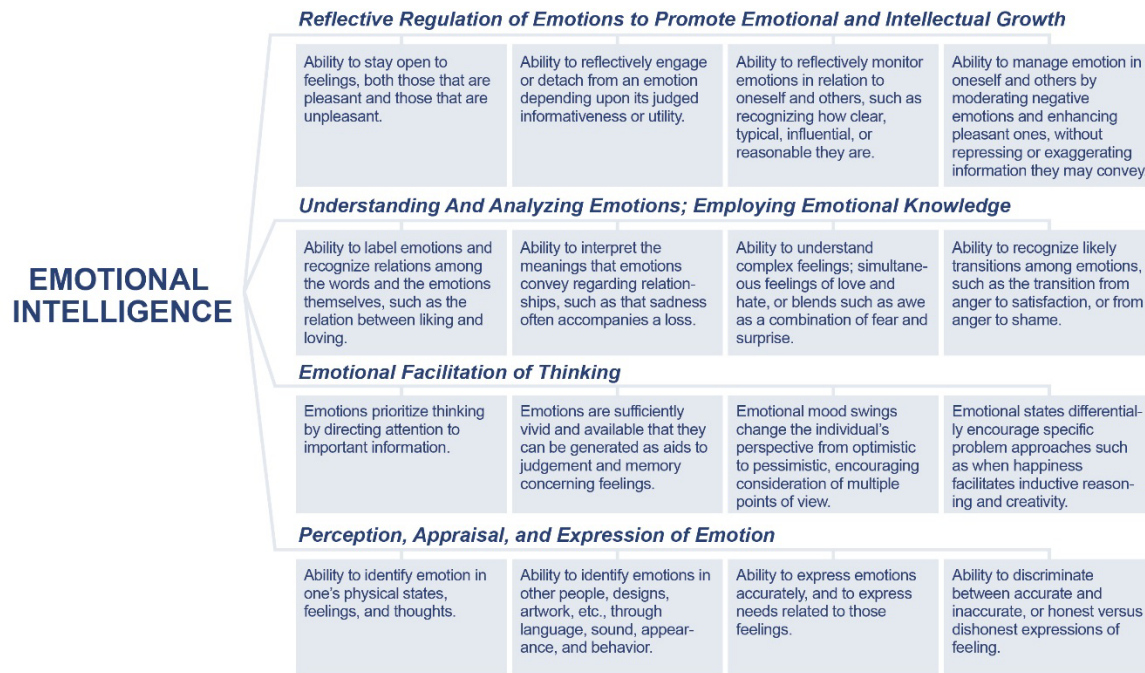 EMOTIONAL
INTELLIGENCE
Reflective Regulation of Emotions to Promote Emotional and Intellectual Growth
Ability to stay open to
feelings, both those that are
pleasant and those that are
unpleasant.
Ability to reflectively engage
or detach from an emotion
depending upon its judged
informativeness or utility.
Ability to reflectively monitor
emotions in relation to
oneself and others, such as
recognizing how clear,
typical, influential, or
reasonable they are.
Ability to manage emotion in
oneself and others by
moderating negative
emotions and enhancing
pleasant ones, without
repressing or exaggerating
information they may convey.
Understanding And Analyzing Emotions; Employing Emotional Knowledge
Ability to label emotions and
recognize relations among
the words and the emotions
themselves, such as the
relation between liking and
loving.
Ability to interpret the
meanings that emotions
convey regarding relation-
ships, such as that sadness
often accompanies a loss.
Ability to understand
complex feelings; simultane-
ous feelings of love and
hate, or blends such as awe
as a combination of fear and
surprise.
Ability to recognize likely
transitions among emotions,
such as the transition from
anger to satisfaction, or from
anger to shame.
Emotional Facilitation of Thinking
Emotions prioritize thinking
by directing attention to
important information.
Emotions are sufficiently
vivid and available that they
can be generated as aids to
judgement and memory
concerning feelings.
Emotional mood swings
change the individual's
perspective from optimistic
to pessimistic, encouraging
consideration of multiple
points of view.
Emotional states differential-
ly encourage specific
problem approaches such
as when happiness
facilitates inductive reason-
ing and creativity.
Perception, Appraisal, and Expression of Emotion
Ability to identify emotion in
one's physical states,
feelings, and thoughts.
Ability to identify emotions in
other people, designs,
artwork, etc., through
language, sound, appear-
ance, and behavior.
Ability to express emotions
accurately, and to express
needs related to those
feelings.
Ability to discriminate
between accurate and
inaccurate, or honest versus
dishonest expressions of
feeling.